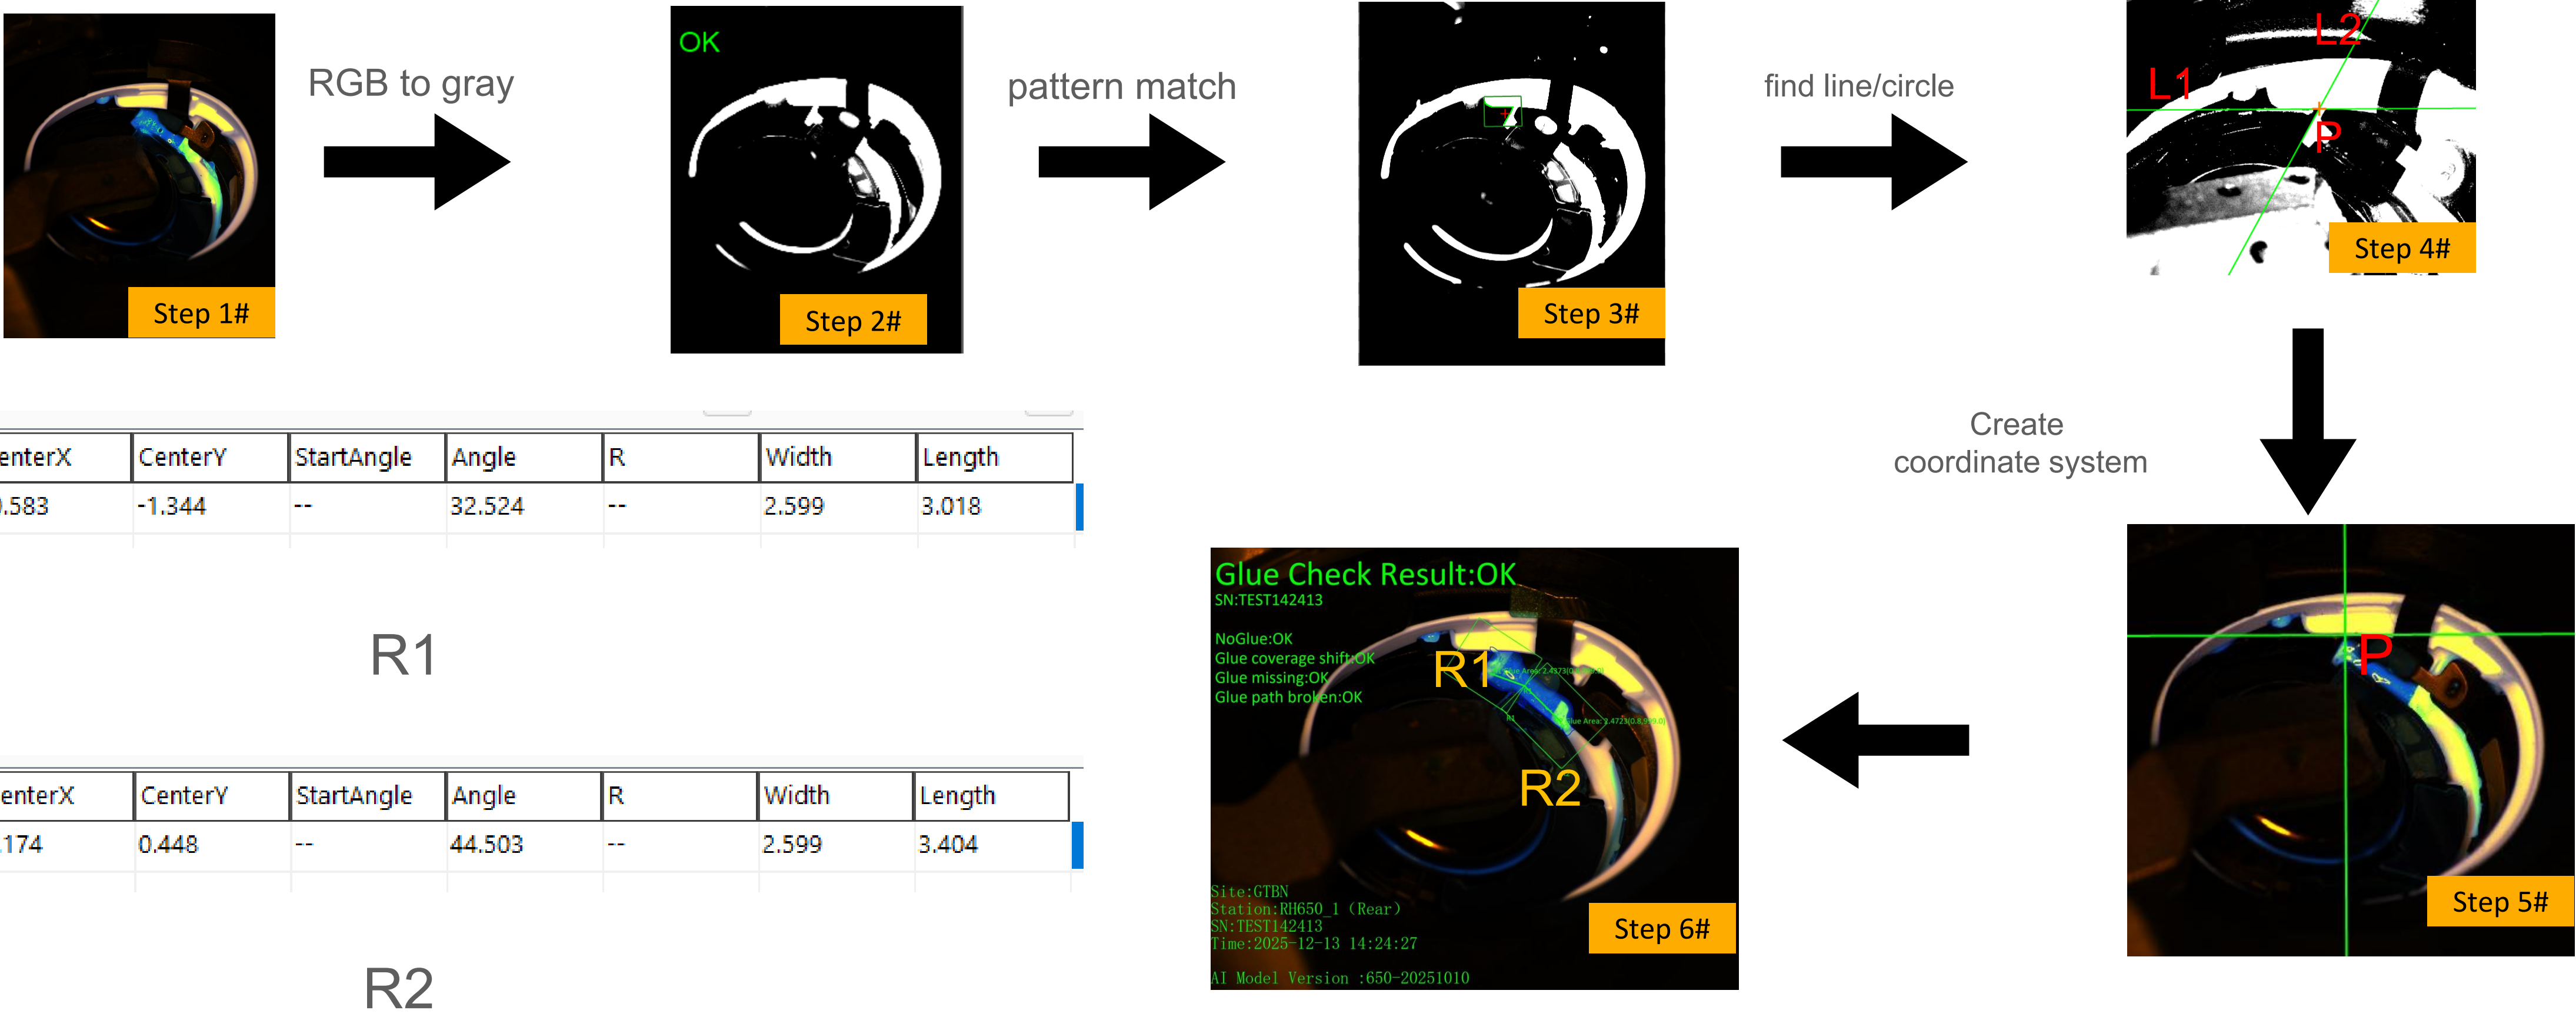 OK
RGB to gray
Step 1#
Step 2#
pattern match
Step 3#
find line/circle
L2
L1
P
Step 4#
Create
coordinate system
P
Step 5#
enterX CenterY StartAngle Angle R Width Length
.583 -1.344 -- 32.524 -- 2.599 3.018
R1
enterX CenterY StartAngle Angle R Width Length
.174 0.448 -- 44.503 -- 2.599 3.404
R2
Glue Check Result:OK
SN:TEST142413
NoGlue:OK
Glue coverage shift:OK
Glue missing:OK
Glue path broken:OK
R1
R1
R2
Site:GTBN
Station:RH650_1 (Rear)
SN:TEST142413
Time:2025-12-13 14:24:27
AI Model Version :650-20251010
Step 6#